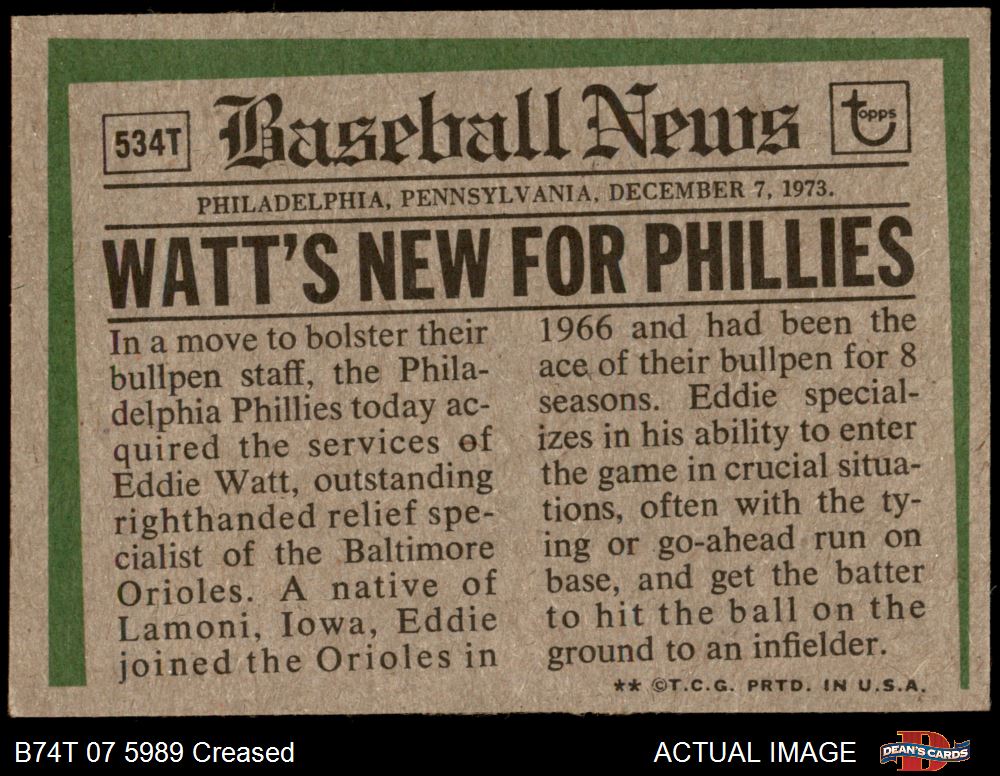 534T
Baseball News
topps
PHILADELPHIA, PENNSYLVANIA, DECEMBER 7, 1973.
WATT'S NEW FOR PHILLIES
In a move to bolster their
bullpen staff, the Phila-
delphia Phillies today ac-
quired the services of
Eddie Watt, outstanding
righthanded relief spe-
cialist of the Baltimore
Orioles. A native of
Lamoni, Iowa, Eddie
joined the Orioles in
1966 and had been the
ace of their bullpen for 8
seasons. Eddie special-
izes in his ability to enter
the game in crucial situa-
tions, often with the ty-
ing or go-ahead run on
base, and get the batter
to hit the ball on the
ground to an infielder.
** ©T.C.G. PRTD. IN U.S.A.
B74T 07 5989 Creased
ACTUAL IMAGE
D
DEAN'S CARDS